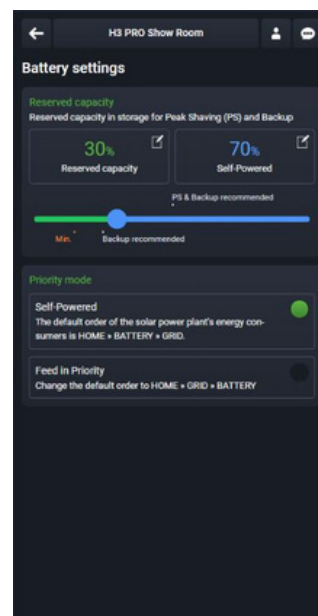 H3 PRO Show Room
Battery settings
Reserved capacity
Reserved capacity in storage for Peak Shaving (PS) and Backup
30%
Reserved capacity
70%
Self-Powered
PS & Backup recommended
Min.
Backup recommended
Priority mode
Self-Powered
The default order of the solar power plant's energy con-
sumers is HOME » BATTERY » GRID.
Feed in Priority
Change the default order to HOME » GRID » BATTERY